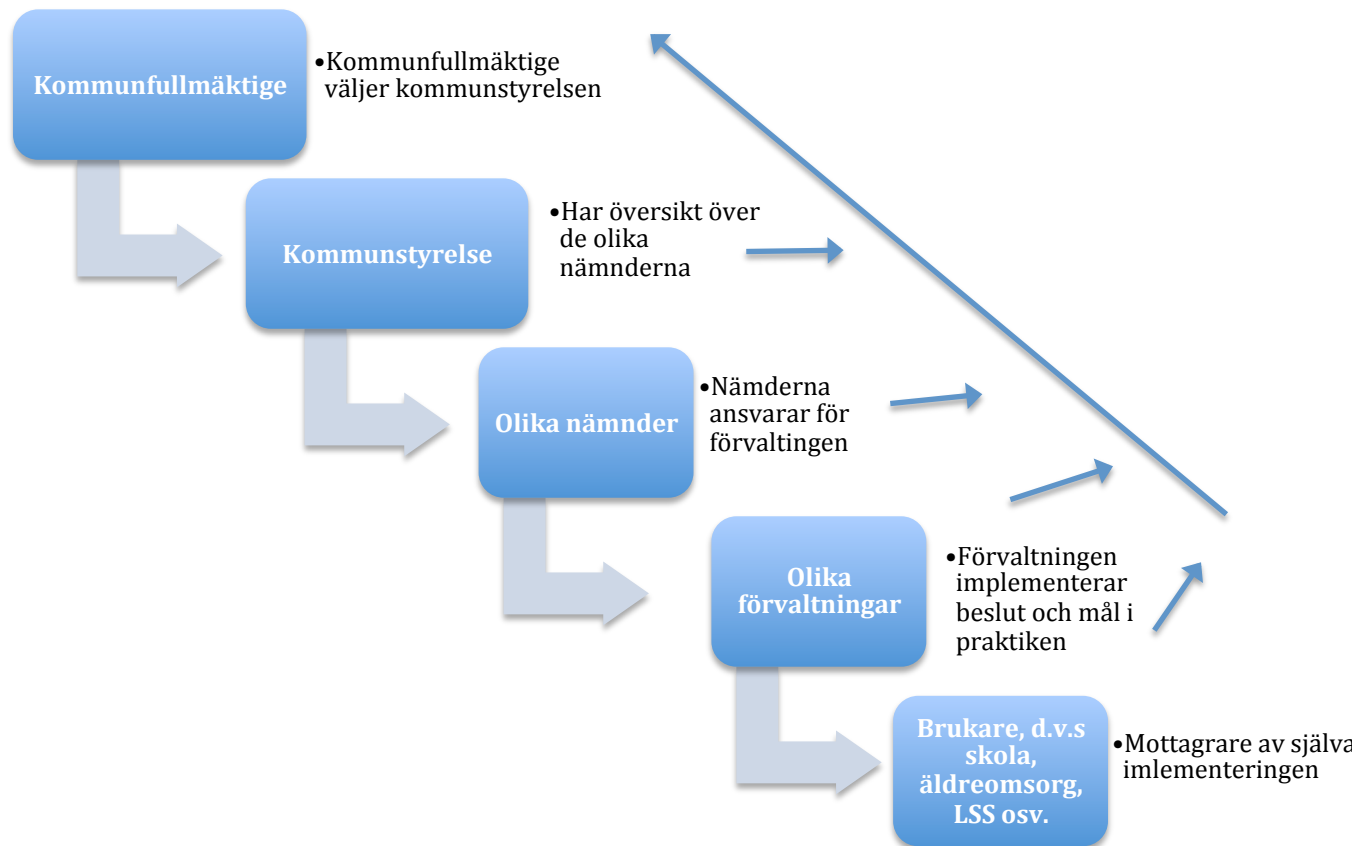 Kommunfullmäktige
•Kommunfullmäktige
väljer kommunstyrelsen
Kommunstyrelse
•Har översikt över
de olika
nämnderna
Olika nämnder
•Nämderna
ansvarar för
förvaltingen
Olika
förvaltningar
•Förvaltningen
implementerar
beslut och mål i
praktiken
Brukare, d.v.s
skola,
äldreomsorg,
LSS osv.
•Mottagrare av själva
imlementeringen